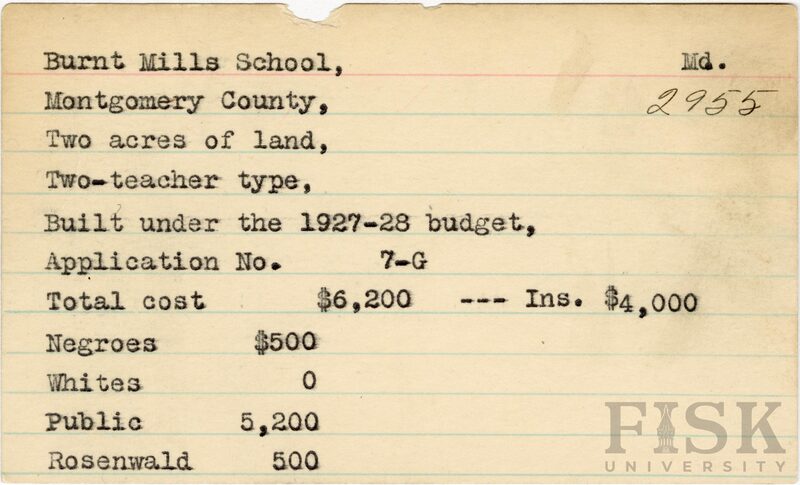 Burnt Mills School, Md.
Montgomery County, 2955
Two acres of land,
Two-teacher type,
Built under the 1927-28 budget,
Application No. 7-G
Total cost $6,200 --- Ins. $4,000
Negroes $500
Whites 0
Public 5,200
Rosenwald 500
FISK
UNIVERSITY